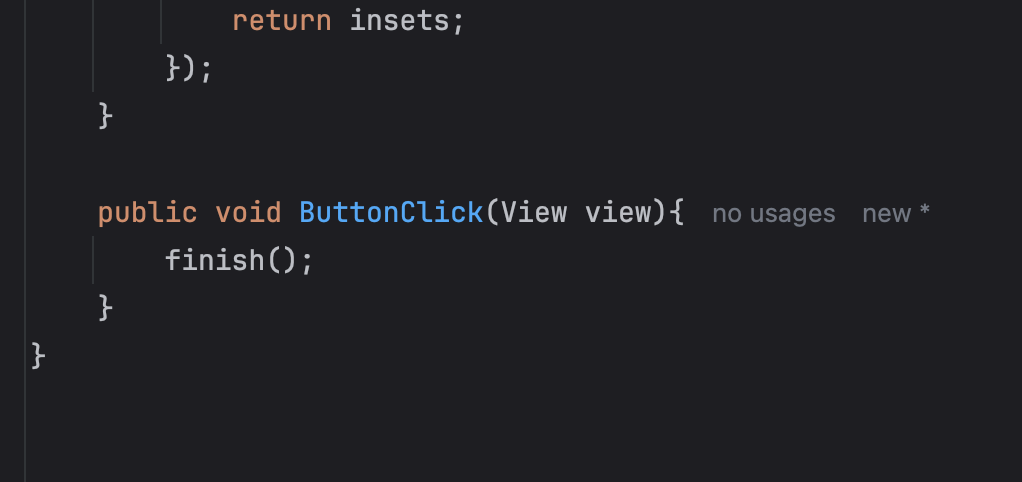 return insets;
});
}
public void ButtonClick(View view){ no usages new *
finish();
}
}